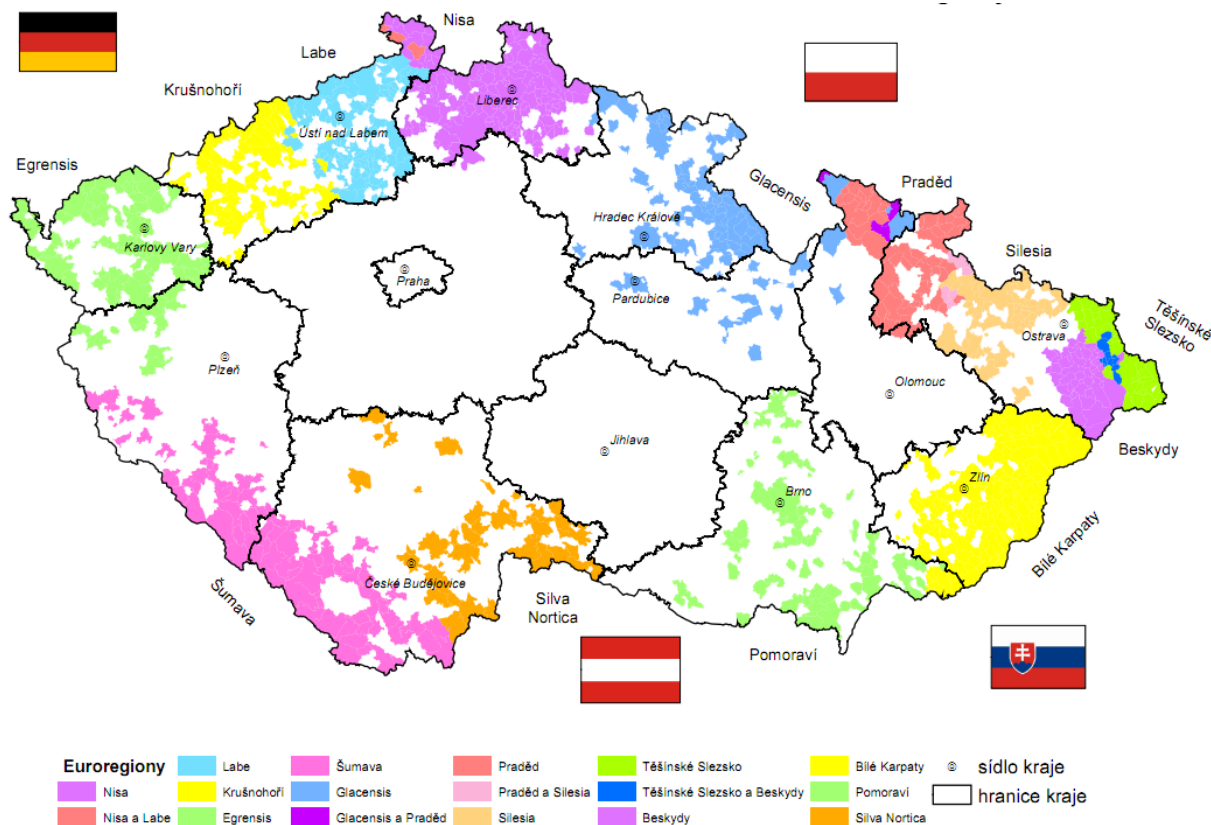 Nisa
Labe
Krušnohoří
Liberec
Ústí nad Labem
Egrensis
Glacensis
Praděd
Karlovy Vary
Hradec Králové
Silesia
Praha
Pardubice
Těšínské
Slezsko
Ostrava
Plzeň
Olomouc
Jihlava
Beskydy
Zlín
Brno
Bílé Karpaty
České Budějovice
Šumava
Silva
Nortica
Pomoraví
Euroregiony
Labe
Šumava
Praděd
Těšínské Slezsko
Bílé Karpaty
sídlo kraje
Nisa
Krušnohoří
Glacensis
Praděd a Silesia
Těšínské Slezsko a Beskydy
Pomoraví
hranice kraje
Nisa a Labe
Egrensis
Glacensis a Praděd
Silesia
Beskydy
Silva Nortica